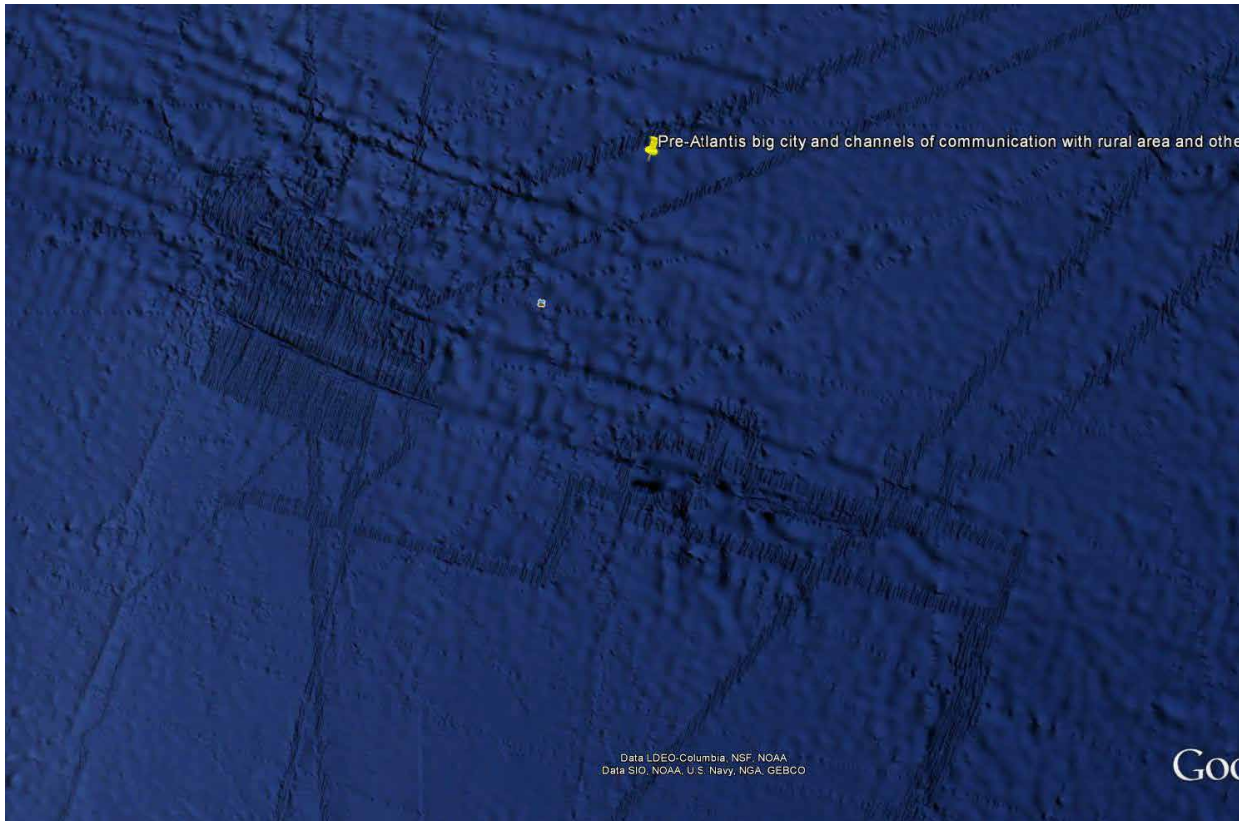 Pre-Atlantis big city and channels of communication with rural area and othe
Data LDEO-Columbia, NSF, NOAA
Data SIO, NOAA, U.S. Navy, NGA, GEBCO
Goo